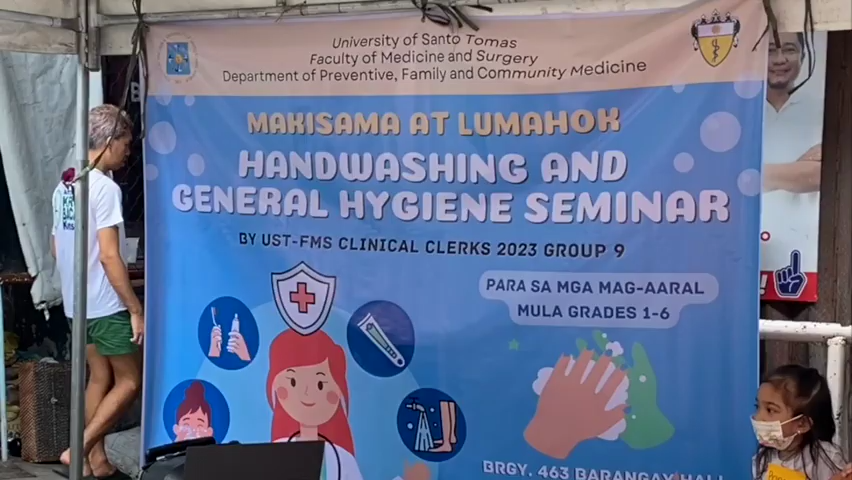 University of Santo Tomas
Faculty of Medicine and Surgery
Department of Preventive, Family and Community Medicine
MAKISAMA AT LUMAHOK
HANDWASHING AND
GENERAL HYGIENE SEMINAR
BY UST-FMS CLINICAL CLERKS 2023 GROUP 9
PARA SA MGA MAG-AARAL
MULA GRADES 1-6
BRGY. 463 BARANGAY HALL